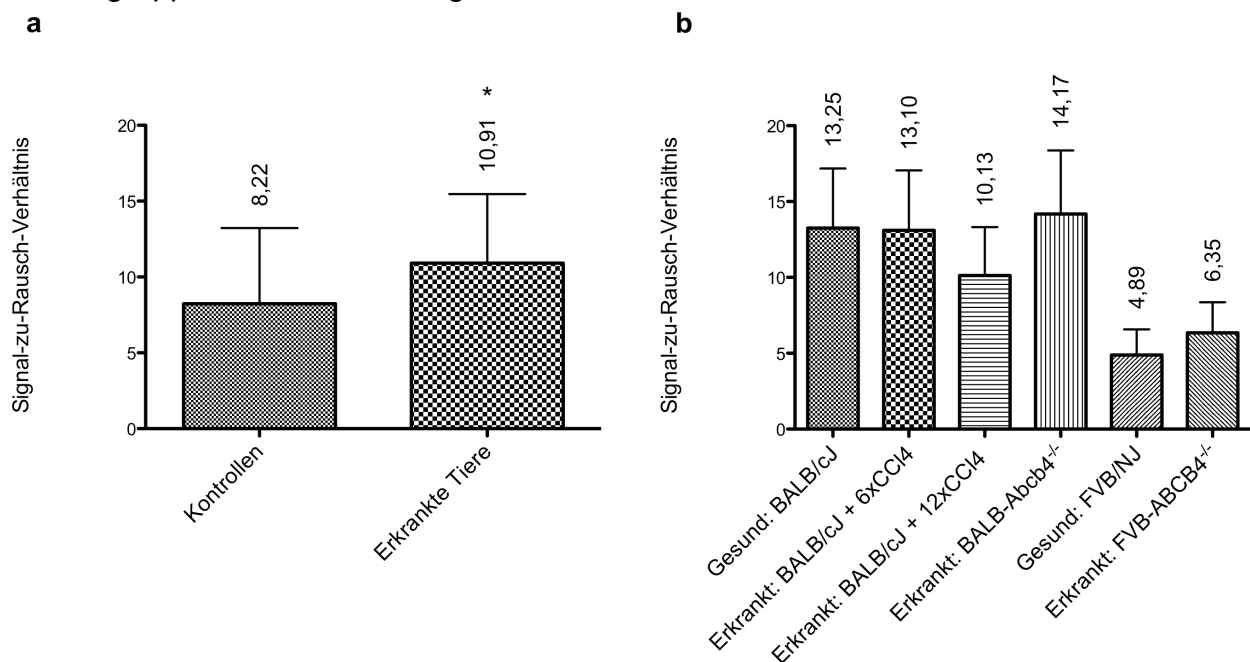 a
b
Signal-zu-Rausch-Verhältnis
20
15
10
5
0
8,22
*
10,91
Kontrollen
Erkrankte Tiere
Signal-zu-Rausch-Verhältnis
20
15
10
5
0
13,25
13,10
10,13
14,17
4,89
6,35
Gesund: BALB/cJ
Erkrankt: BALB/cJ + 6xCCl4
Erkrankt: BALB/cJ + 12xCCl4
Erkrankt: BALB-Abcb4⁻/⁻
Gesund: FVB/NJ
Erkrankt: FVB-ABCB4⁻/⁻